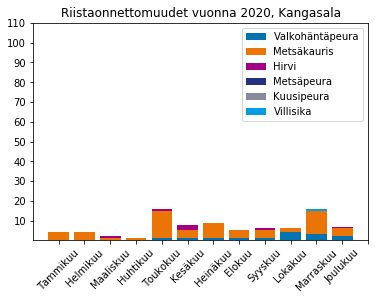 Riistaonnettomuudet vuonna 2020, Kangasala
110
100
90
80
70
60
50
40
30
20
10
Valkohäntäpeura
Metsäkauris
Hirvi
Metsäpeura
Kuusipeura
Villisika
Tammikuu
Helmikuu
Maaliskuu
Huhtikuu
Toukokuu
Kesäkuu
Heinäkuu
Elokuu
Syyskuu
Lokakuu
Marraskuu
Joulukuu